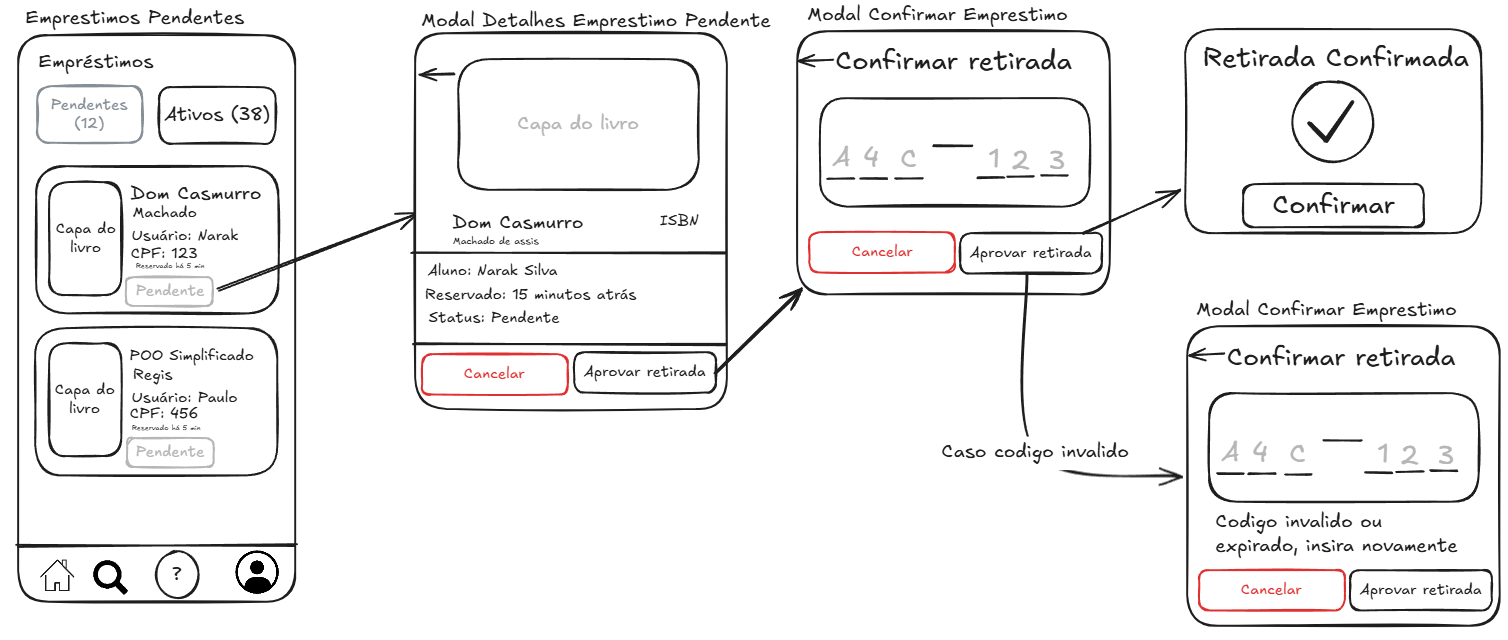 Emprestimos Pendentes
Empréstimos
Pendentes
(12)
Ativos (38)
Capa do
livro
Dom Casmurro
Machado
Usuário: Narak
CPF: 123
Reservado há 5 min
Pendente
Capa do
livro
POO Simplificado
Regis
Usuário: Paulo
CPF: 456
Reservado há 5 min
Pendente
?
Modal Detalhes Emprestimo Pendente
Capa do livro
Dom Casmurro
ISBN
Machado de assis
Aluno: Narak Silva
Reservado: 15 minutos atrás
Status: Pendente
Cancelar
Aprovar retirada
Modal Confirmar Emprestimo
Confirmar retirada
A 4 C — 1 2 3
Cancelar
Aprovar retirada
Retirada Confirmada
Confirmar
Caso codigo invalido
Modal Confirmar Emprestimo
Confirmar retirada
A 4 C — 1 2 3
Codigo invalido ou
expirado, insira novamente
Cancelar
Aprovar retirada